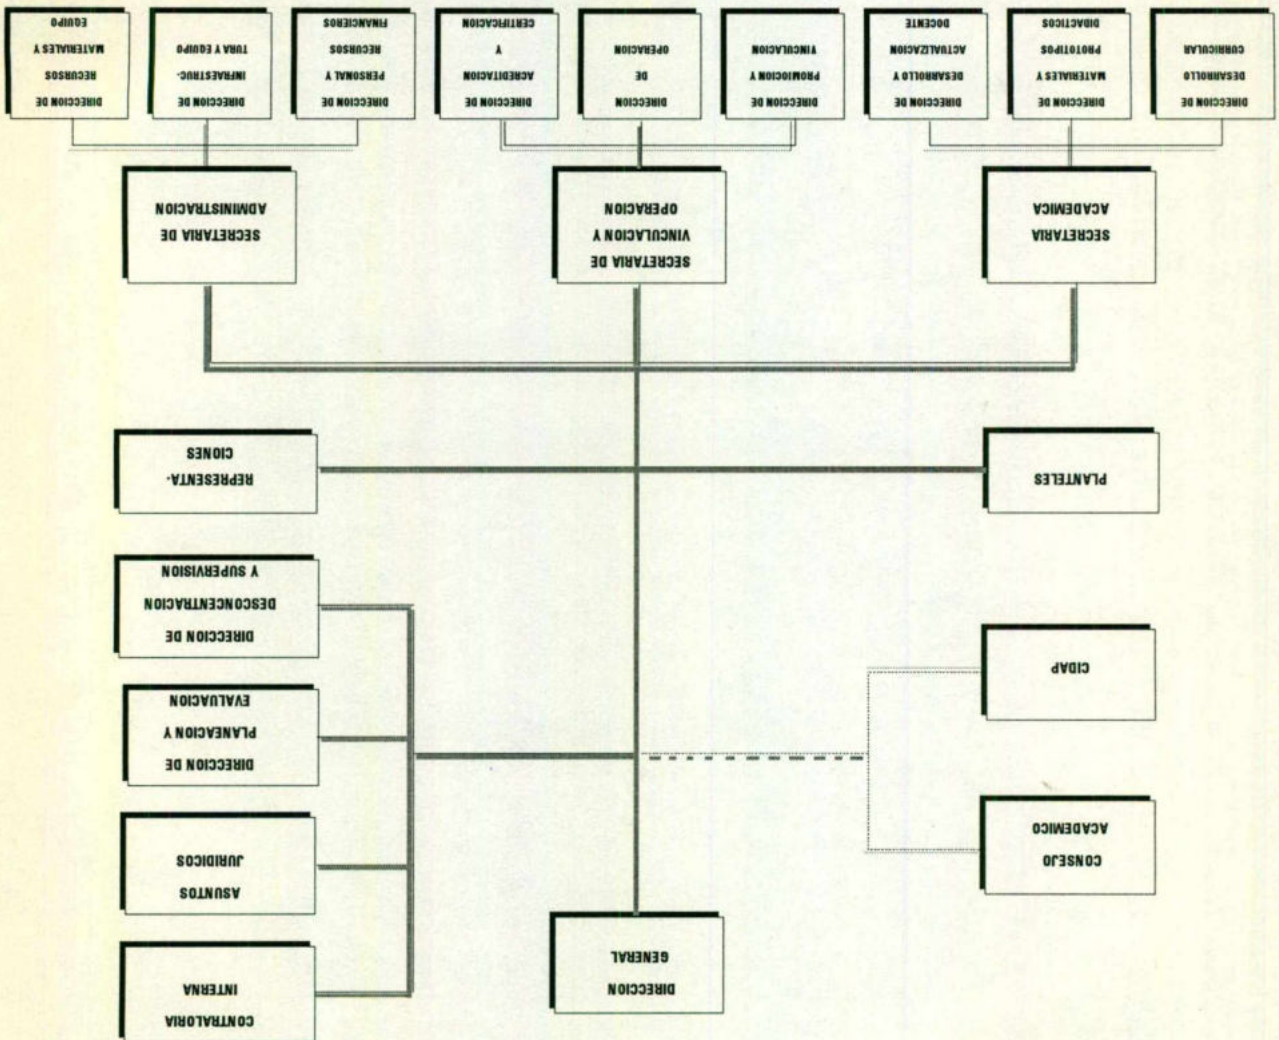 DIRECCION
GENERAL
CONTRALORIA
INTERNA
ASUNTOS
JURIDICOS
CONSEJO
ACADEMICO
DIRECCION DE
PLANEACION Y
EVALUACION
CIDAP
DIRECCION DE
DESCONCENTRACION
Y SUPERVISION
PLANTELES
REPRESENTA-
CIONES
SECRETARIA
ACADEMICA
SECRETARIA DE
VINCULACION Y
OPERACION
SECRETARIA DE
ADMINISTRACION
DIRECCION DE
DESARROLLO
CURRICULAR
DIRECCION DE
MATERIALES Y
PROTOTIPOS
DIDACTICOS
DIRECCION DE
DESARROLLO Y
ACTUALIZACION
DOCENTE
DIRECCION DE
PROMICION Y
VINCULACION
DIRECCION
DE
OPERACION
DIRECCION DE
ACREDITACION
Y
CERTIFICACION
DIRECCION DE
PERSONAL Y
RECURSOS
FINANCIEROS
DIRECCION DE
INFRAESTRUC-
TURA Y EQUIPO
DIRECCION DE
RECURSOS
MATERIALES Y
EQUIPO